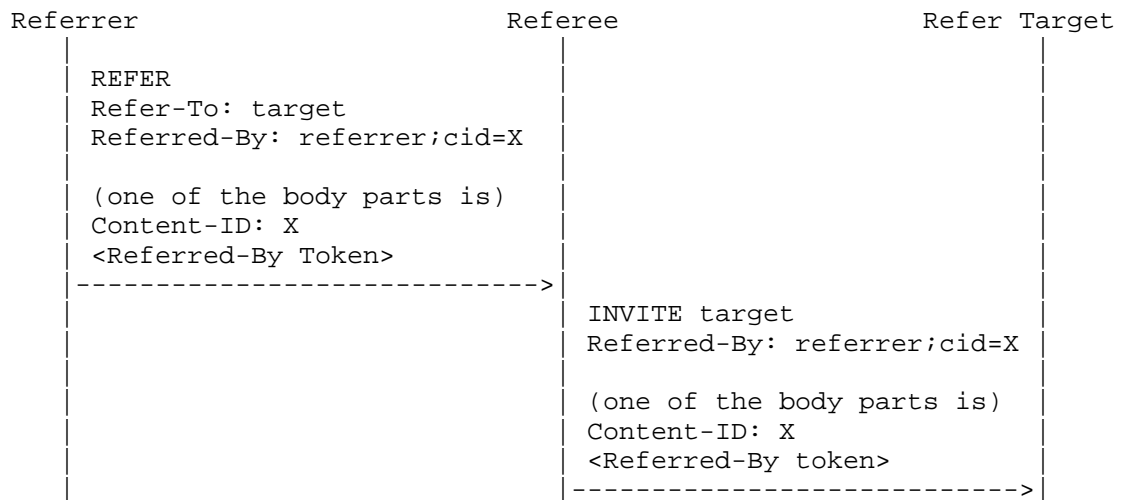 Referrer Referee Refer Target
REFER
Refer-To: target
Referred-By: referrer;cid=X
(one of the body parts is)
Content-ID: X
<Referred-By Token>
------------------------------>
INVITE target
Referred-By: referrer;cid=X
(one of the body parts is)
Content-ID: X
<Referred-By token>
----------------------------->